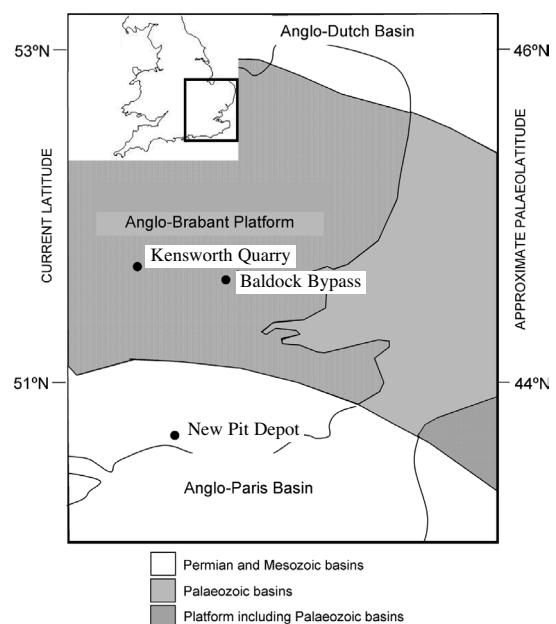 Anglo-Dutch Basin
53ºN
46ºN
CURRENT LATITUDE
APPROXIMATE PALAEOLATITUDE
Anglo-Brabant Platform
Kensworth Quarry
Baldock Bypass
51ºN
44ºN
New Pit Depot
Anglo-Paris Basin
Permian and Mesozoic basins
Palaeozoic basins
Platform including Palaeozoic basins